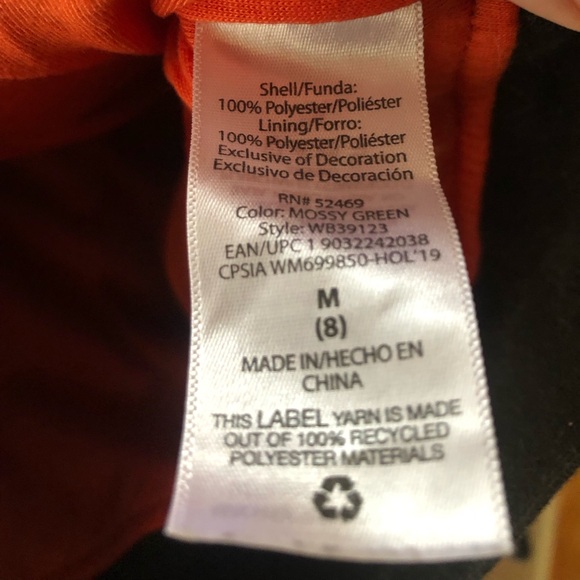 Shell/Funda:
100% Polyester/Poliéster
Lining/Forro:
100% Polyester/Poliéster
Exclusive of Decoration
Exclusivo de Decoración
RN# 52469
Color: MOSSY GREEN
Style: WB39123
EAN/UPC 1 9032242038
CPSIA WM699850-HOL'19
M
(8)
MADE IN/HECHO EN
CHINA
THIS LABEL YARN IS MADE
OUT OF 100% RECYCLED
POLYESTER MATERIALS